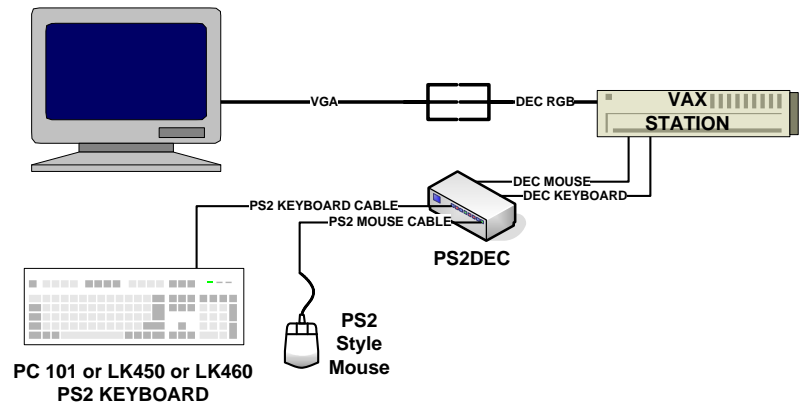 VGA
DEC RGB
VAX
STATION
DEC MOUSE
DEC KEYBOARD
PS2 KEYBOARD CABLE
PS2 MOUSE CABLE
PS2DEC
PS2
Style
Mouse
PC 101 or LK450 or LK460
PS2 KEYBOARD